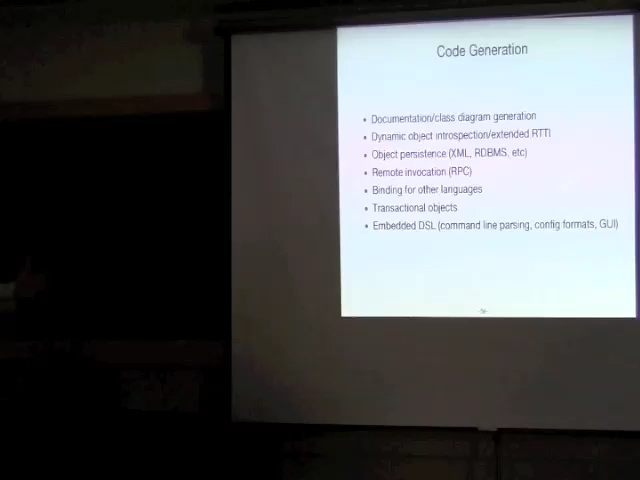 Code Generation
• Documentation/class diagram generation
• Dynamic object introspection/extended RTTI
• Object persistence (XML, RDBMS, etc)
• Remote invocation (RPC)
• Binding for other languages
• Transactional objects
• Embedded DSL (command line parsing, config formats, GUI)